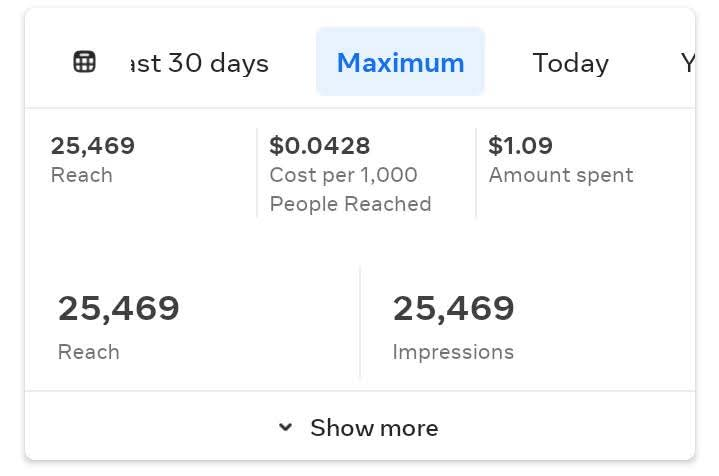 ast 30 days Maximum Today Y
25,469 $0.0428 $1.09
Reach Cost per 1,000 Amount spent
People Reached
25,469 25,469
Reach Impressions
Show more